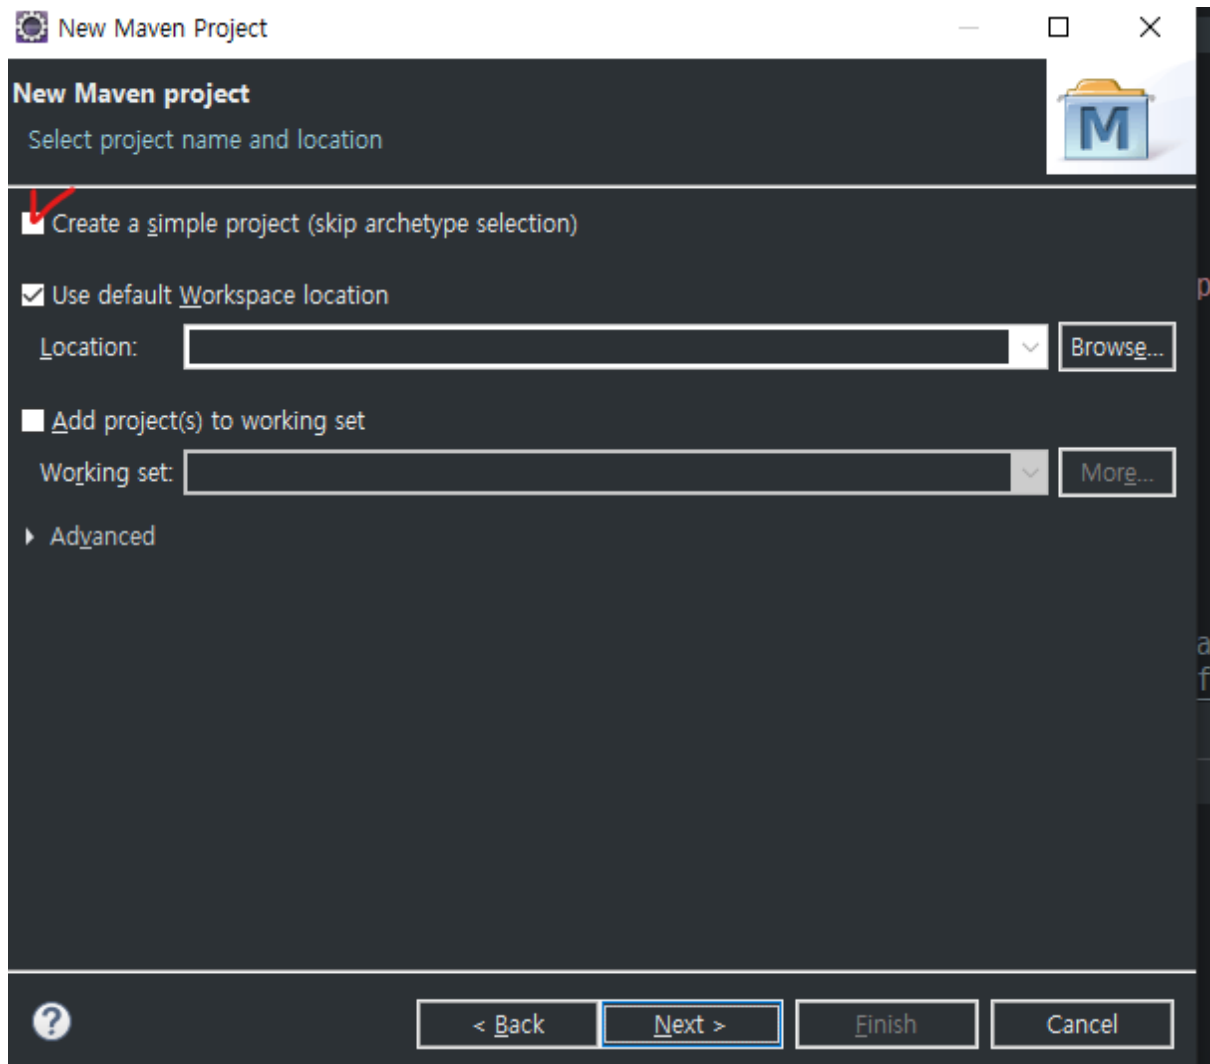 New Maven Project
New Maven project
Select project name and location
M
Create a simple project (skip archetype selection)
Use default Workspace location
Location:
Browse...
Add project(s) to working set
Working set:
More...
Advanced
?
< Back
Next >
Finish
Cancel